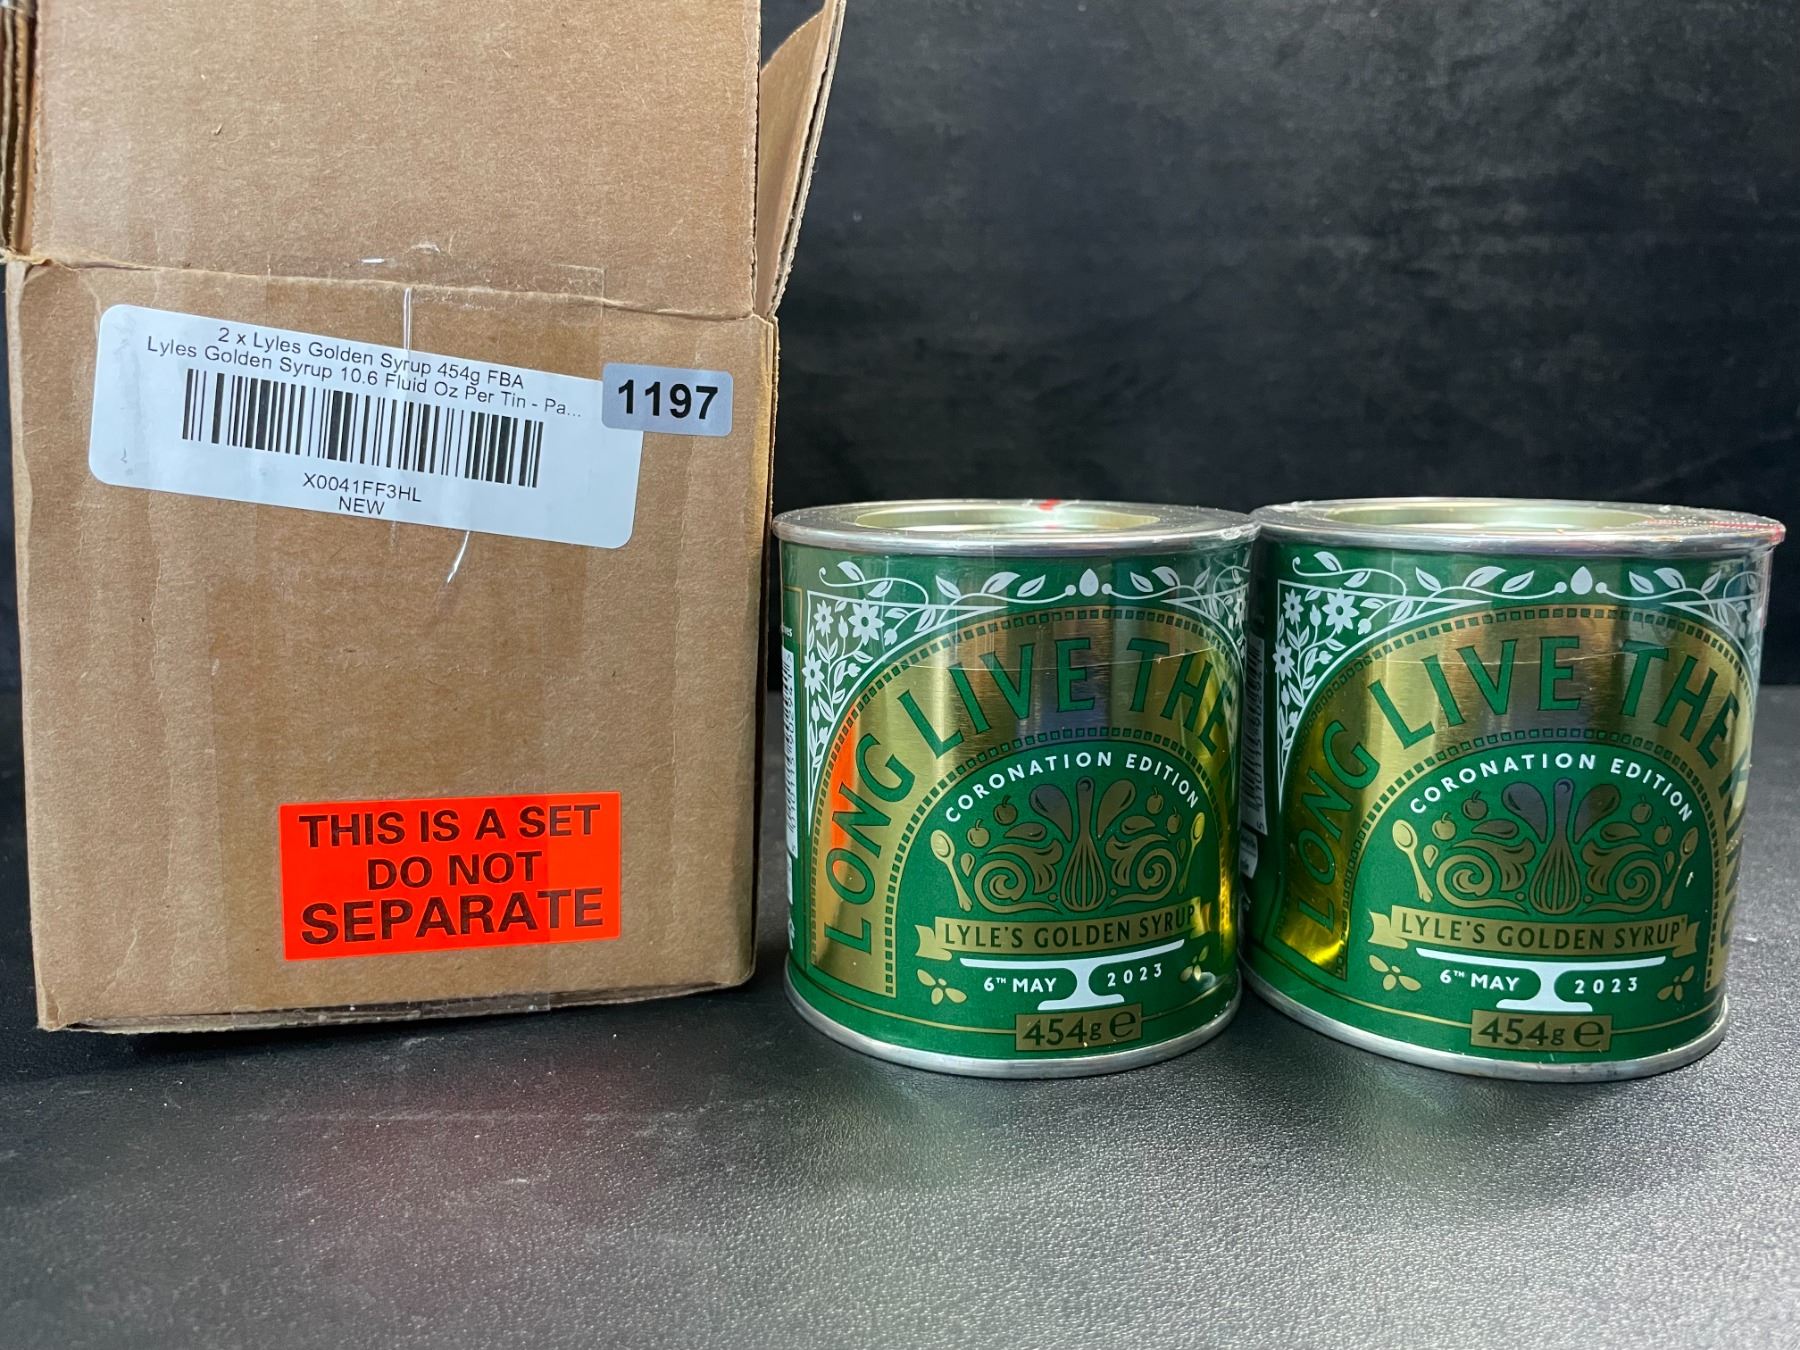 2 x Lyles Golden Syrup 454g FBA
Lyles Golden Syrup 10.6 Fluid Oz Per Tin - Pa...
X0041FF3HL
NEW
1197
THIS IS A SET
DO NOT
SEPARATE
LONG LIVE THE
CORONATION EDITION
LYLE'S GOLDEN SYRUP
6TH MAY 2023
454g e
LONG LIVE THE KING
CORONATION EDITION
LYLE'S GOLDEN SYRUP
6TH MAY 2023
454g e